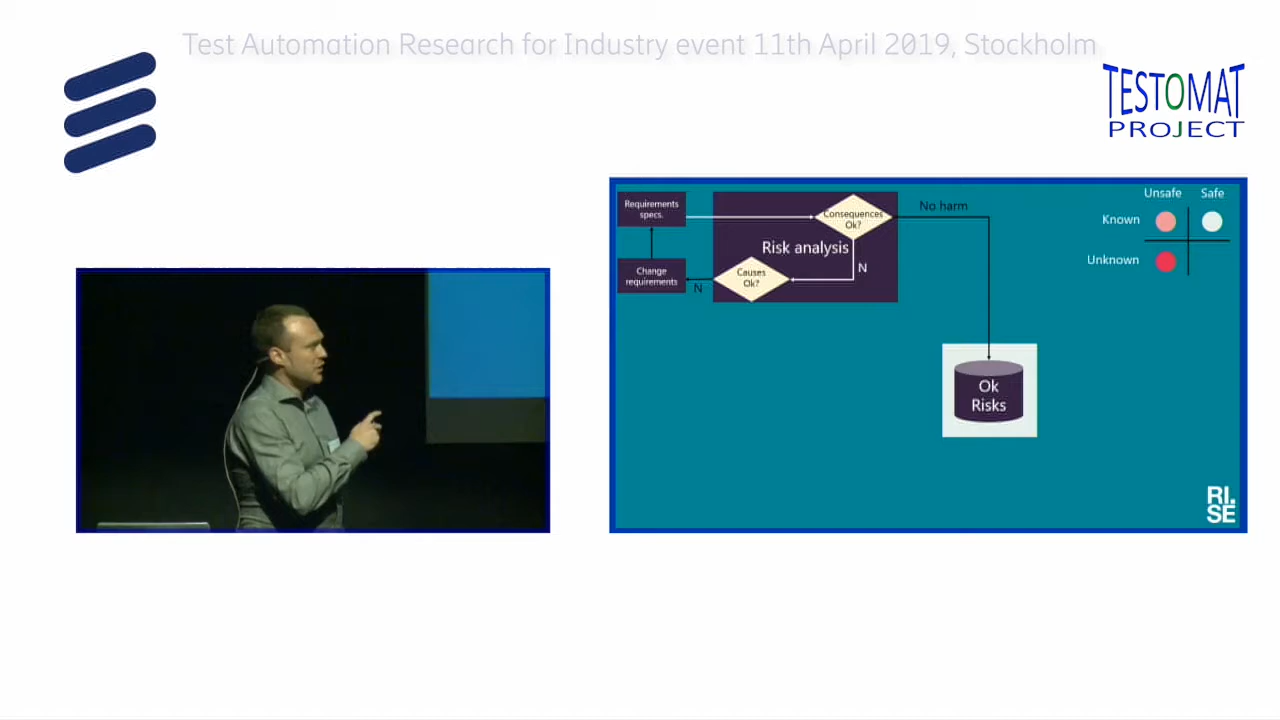 Test Automation Research for Industry event 11th April 2019, Stockholm
TESTOMAT
PROJECT
Requirements
specs.
Consequences
Ok?
No harm
Unsafe
Safe
Known
Unknown
Risk analysis
N
Causes
Ok?
N
Change
requirements
Ok
Risks
RI.
SE